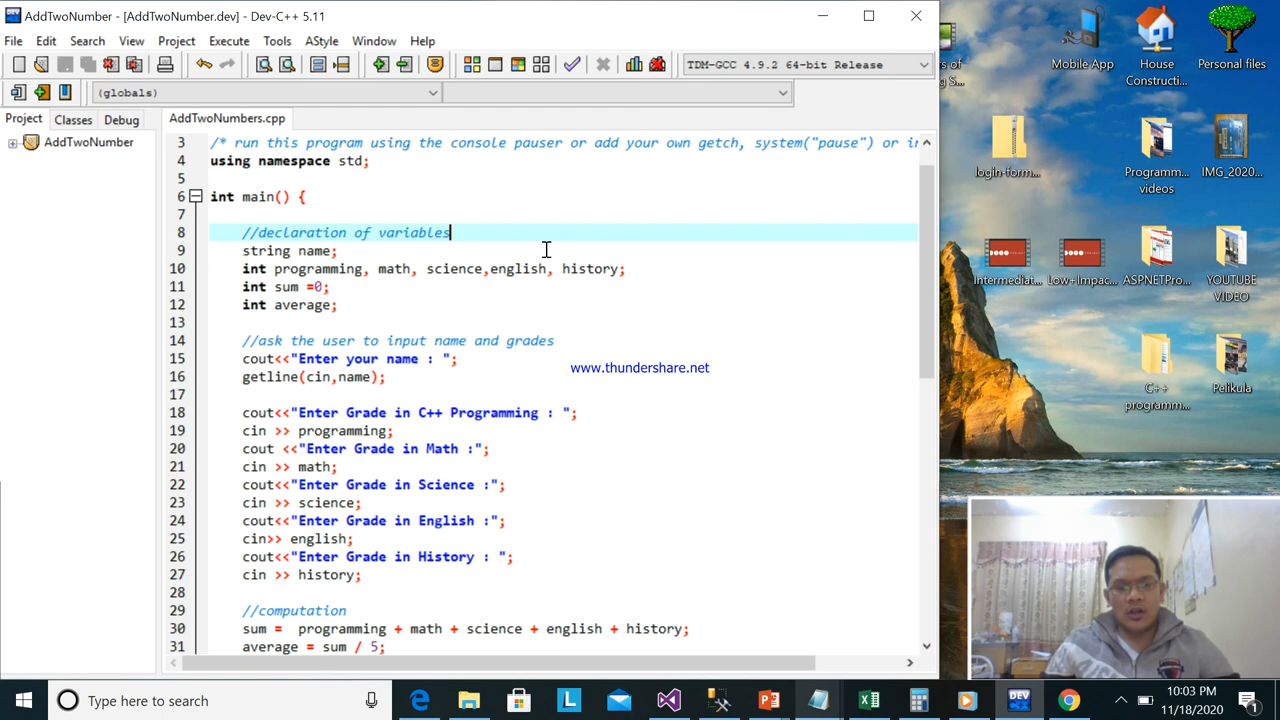 AddTwoNumber - [AddTwoNumber.dev] - Dev-C++ 5.11
File Edit Search View Project Execute Tools AStyle Window Help
TDM-GCC 4.9.2 64-bit Release
(globals)
Project Classes Debug
AddTwoNumbers.cpp
AddTwoNumber
3 /* run this program using the console pauser or add your own getch, system("pause") or
4 using namespace std;
5
6 int main() {
7
8 //declaration of variables
9 string name;
10 int programming, math, science,english, history;
11 int sum =0;
12 int average;
13
14 //ask the user to input name and grades
15 cout<<"Enter your name : ";
16 getline(cin,name);
17
18 cout<<"Enter Grade in C++ Programming : ";
19 cin >> programming;
20 cout <<"Enter Grade in Math :";
21 cin >> math;
22 cout<<"Enter Grade in Science :";
23 cin >> science;
24 cout<<"Enter Grade in English :";
25 cin>> english;
26 cout<<"Enter Grade in History : ";
27 cin >> history;
28
29 //computation
30 sum =  programming + math + science + english + history;
31 average = sum / 5;
www.thundershare.net
Mobile App
House
Constructi...
Personal files
login-form...
Programm...
videos
IMG_2020...
Intermediat...
Low+Impac...
ASPNETPro...
YOUTUBE
VIDEO
C++
programm...
Pelikula
Type here to search
DEV
C++
10:03 PM
11/18/2020
1